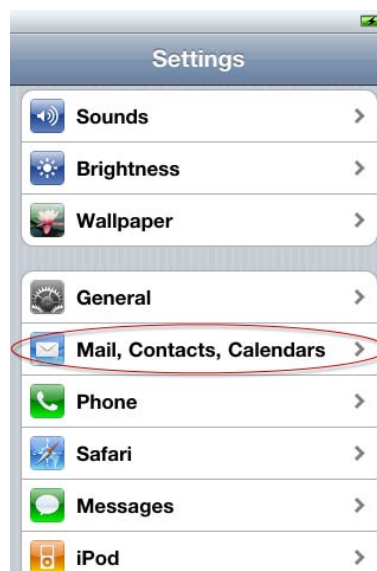 Settings
Sounds
Brightness
Wallpaper
General
Mail, Contacts, Calendars
Phone
Safari
Messages
iPod